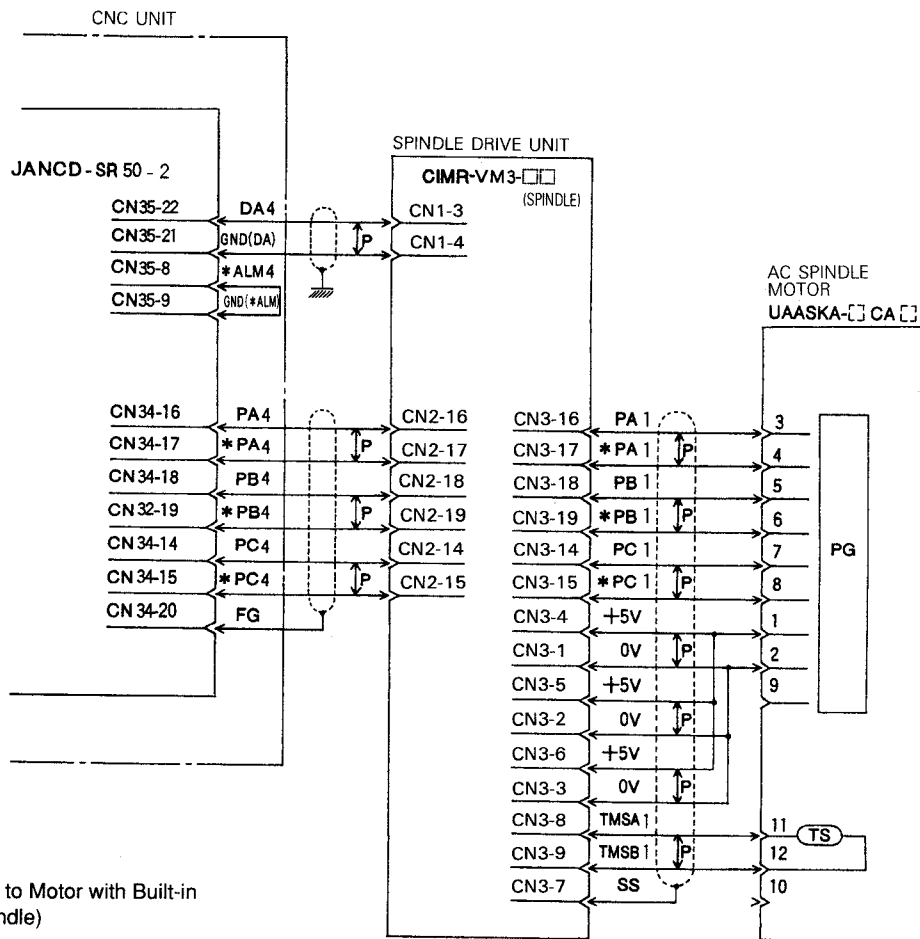 CNC UNIT
JANCD-SR 50-2
SPINDLE DRIVE UNIT
CIMR-VM3-□□
(SPINDLE)
AC SPINDLE
MOTOR
UAASKA-□ CA□
CN35-22 DA4 CN1-3
CN35-21 GND(DA) P CN1-4
CN35-8 *ALM4
CN35-9 GND(*ALM)
CN34-16 PA4 CN2-16
CN34-17 *PA4 P CN2-17
CN34-18 PB4 CN2-18
CN32-19 *PB4 P CN2-19
CN34-14 PC4 CN2-14
CN34-15 *PC4 P CN2-15
CN34-20 FG
CN3-16 PA1 3
CN3-17 *PA1 P 4
CN3-18 PB1 5
CN3-19 *PB1 P 6
CN3-14 PC1 7
CN3-15 *PC1 P 8
CN3-4 +5V 1
CN3-1 0V P 2
CN3-5 +5V 9
CN3-2 0V P
CN3-6 +5V
CN3-3 0V P
CN3-8 TMSA1 11
CN3-9 TMSB1 P 12
CN3-7 SS 10
PG
TS
to Motor with Built-in
ndle)